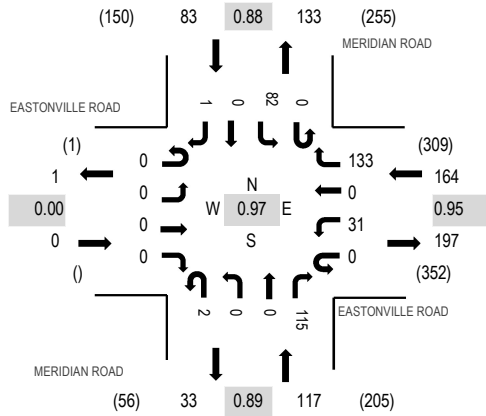 (150) 83 0.88 133 (255)
MERIDIAN ROAD
EASTONVILLE ROAD
1 0 82 0
(1) 0 133 (309)
1 0 N 0 164
0.00 W 0.97 E 0.95
0 0 S 31 197
() 0 0 (352)
2 0 0 115
EASTONVILLE ROAD
MERIDIAN ROAD
(56) 33 0.89 117 (205)